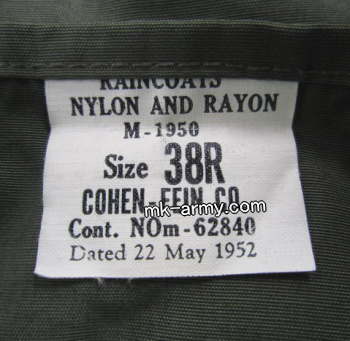 RAINCOATS
NYLON AND RAYON
M-1950
Size 38R
COHEN-FEIN CO.
mk-army.com
Cont. NOm-62840
Dated 22 May 1952